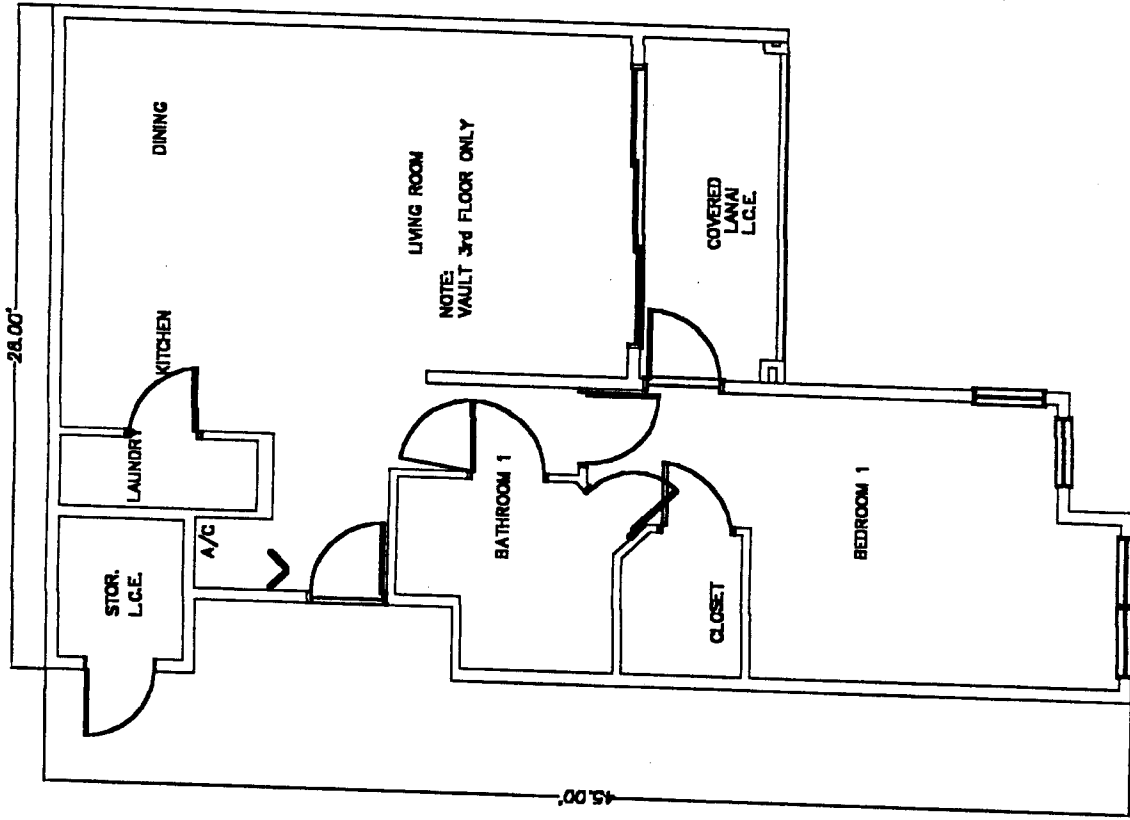 28.00'
DINING
KITCHEN
LIVING ROOM
NOTE:
VAULT 3rd FLOOR ONLY
COVERED
LANAI
L.C.E.
LAUNDRY
A/C
STOR.
L.C.E.
BATHROOM 1
CLOSET
BEDROOM 1
45.00'